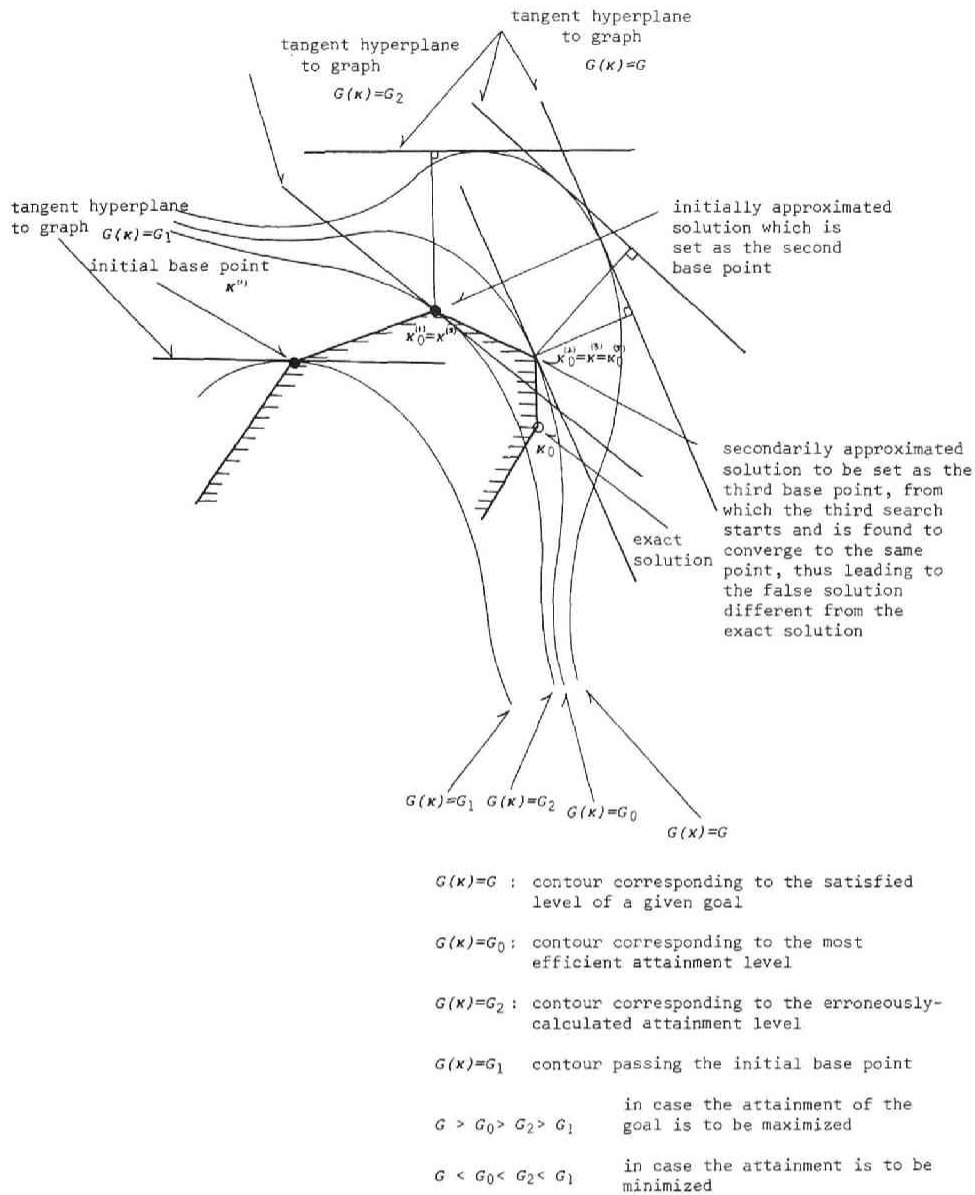 tangent hyperplane
to graph
G(κ)=G
tangent hyperplane
to graph
G(κ)=G₂
tangent hyperplane
to graph G(κ)=G₁
initial base point
κ⁽¹⁾
initially approximated
solution which is
set as the second
base point
κ₀
exact
solution
secondarily approximated
solution to be set as the
third base point, from
which the third search
starts and is found to
converge to the same
point, thus leading to
the false solution
different from the
exact solution
G(κ)=G₁
G(κ)=G₂
G(κ)=G₀
G(κ)=G
G(κ)=G : contour corresponding to the satisfied
level of a given goal
G(κ)=G₀: contour corresponding to the most
efficient attainment level
G(κ)=G₂: contour corresponding to the erroneously-
calculated attainment level
G(κ)=G₁ contour passing the initial base point
G > G₀> G₂> G₁ in case the attainment of the
goal is to be maximized
G < G₀< G₂< G₁ in case the attainment is to be
minimized